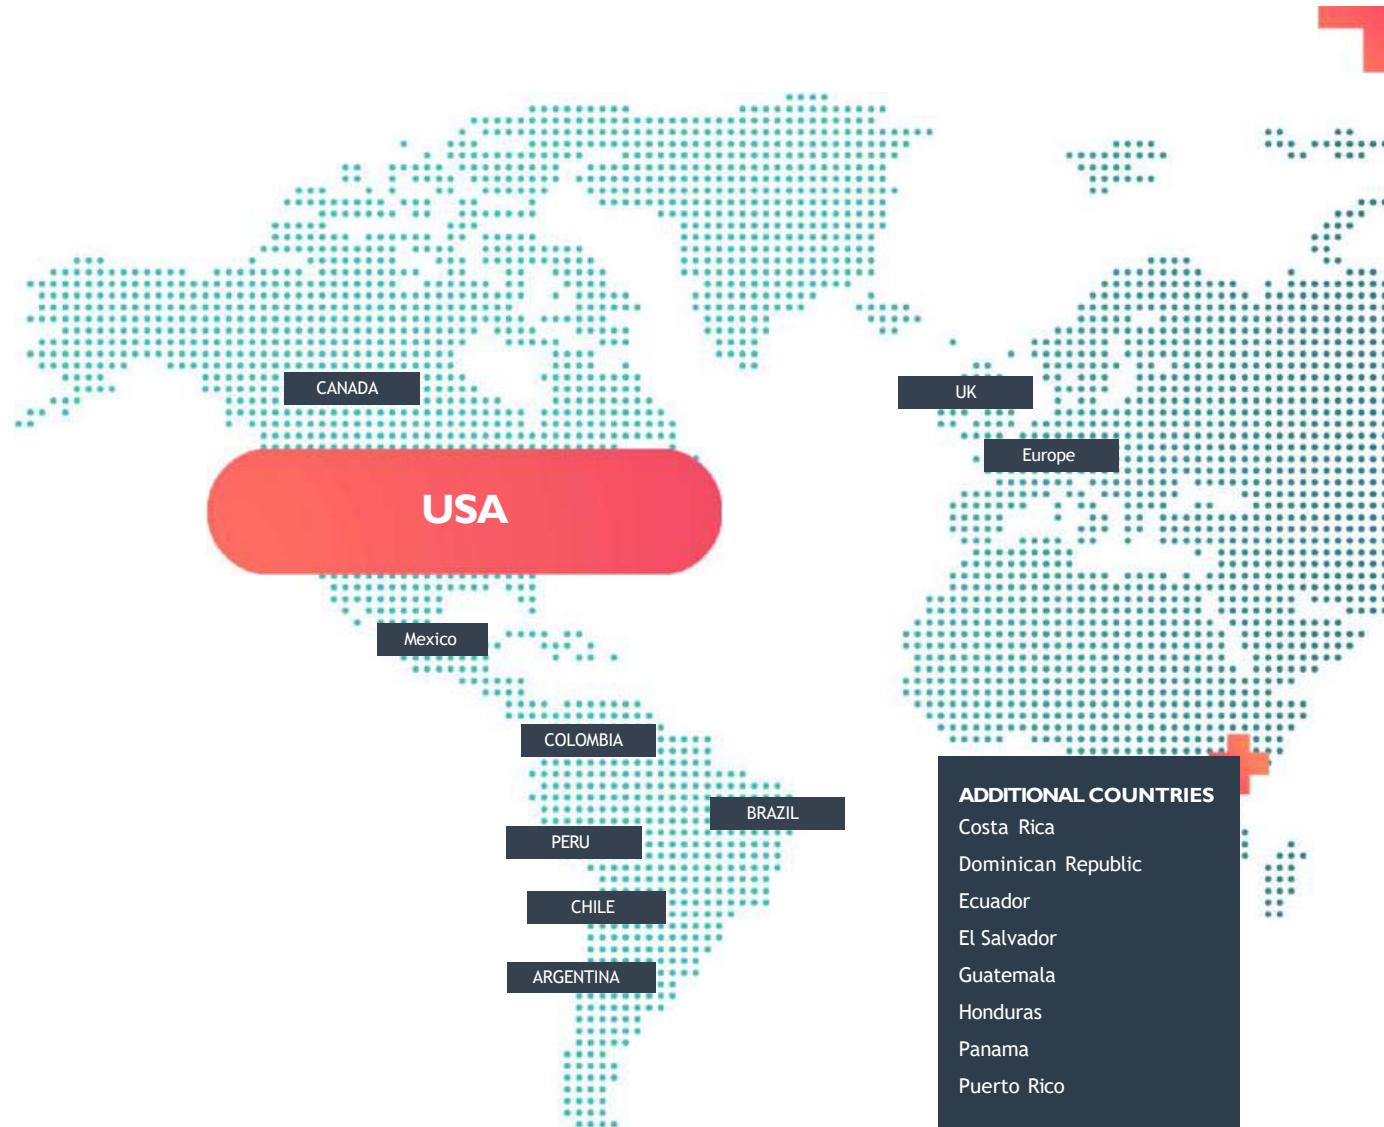 CANADA
UK
Europe
USA
Mexico
COLOMBIA
BRAZIL
PERU
CHILE
ARGENTINA
ADDITIONAL COUNTRIES
Costa Rica
Dominican Republic
Ecuador
El Salvador
Guatemala
Honduras
Panama
Puerto Rico